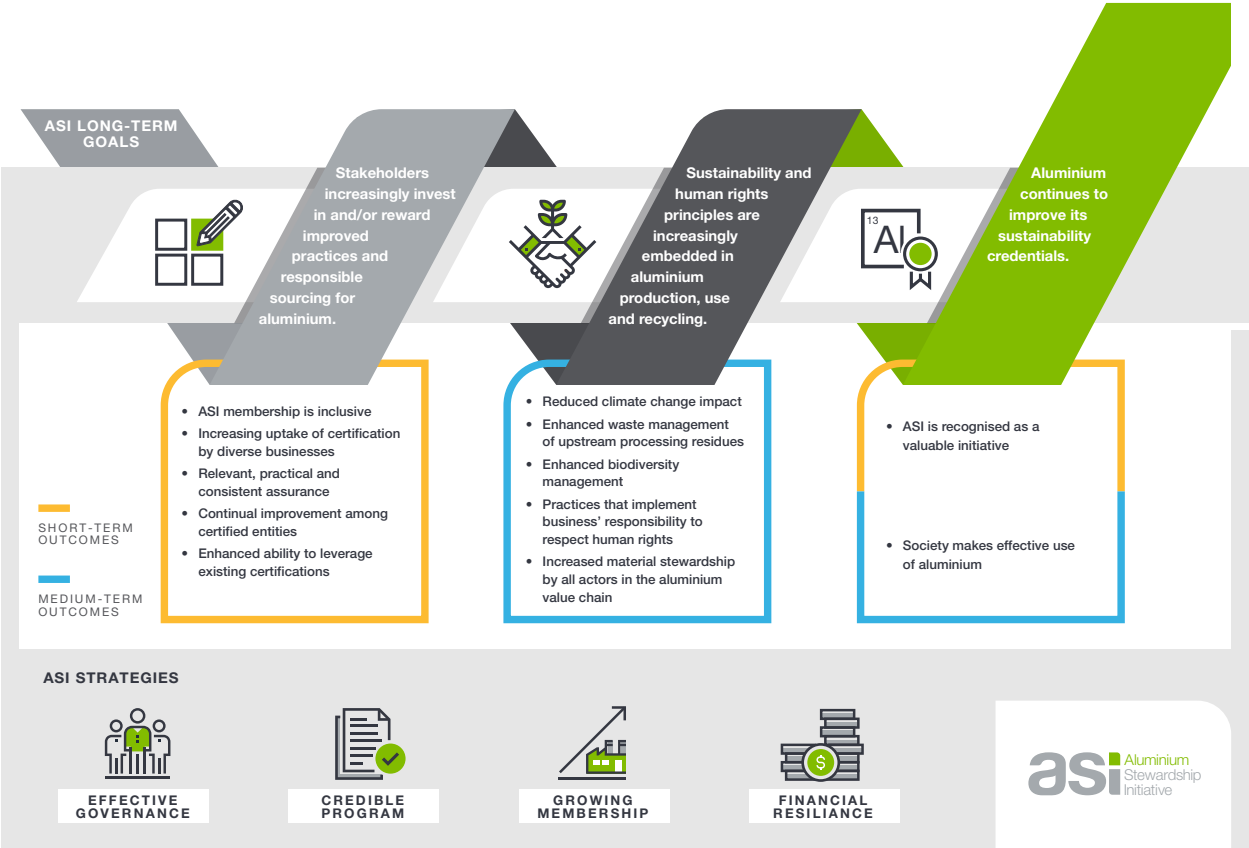 ASI LONG-TERM
GOALS
Stakeholders
increasingly invest
in and/or reward
improved
practices and
responsible
sourcing for
aluminium.
Sustainability and
human rights
principles are
increasingly
embedded in
aluminium
production, use
and recycling.
13
Al
Aluminium
continues to
improve its
sustainability
credentials.
• ASI membership is inclusive
• Increasing uptake of certification
by diverse businesses
• Relevant, practical and
consistent assurance
• Continual improvement among
certified entities
• Enhanced ability to leverage
existing certifications
• Reduced climate change impact
• Enhanced waste management
of upstream processing residues
• Enhanced biodiversity
management
• Practices that implement
business’ responsibility to
respect human rights
• Increased material stewardship
by all actors in the aluminium
value chain
• ASI is recognised as a
valuable initiative
• Society makes effective use
of aluminium
SHORT-TERM
OUTCOMES
MEDIUM-TERM
OUTCOMES
ASI STRATEGIES
EFFECTIVE
GOVERNANCE
CREDIBLE
PROGRAM
GROWING
MEMBERSHIP
$
FINANCIAL
RESILIANCE
asi
Aluminium
Stewardship
Initiative